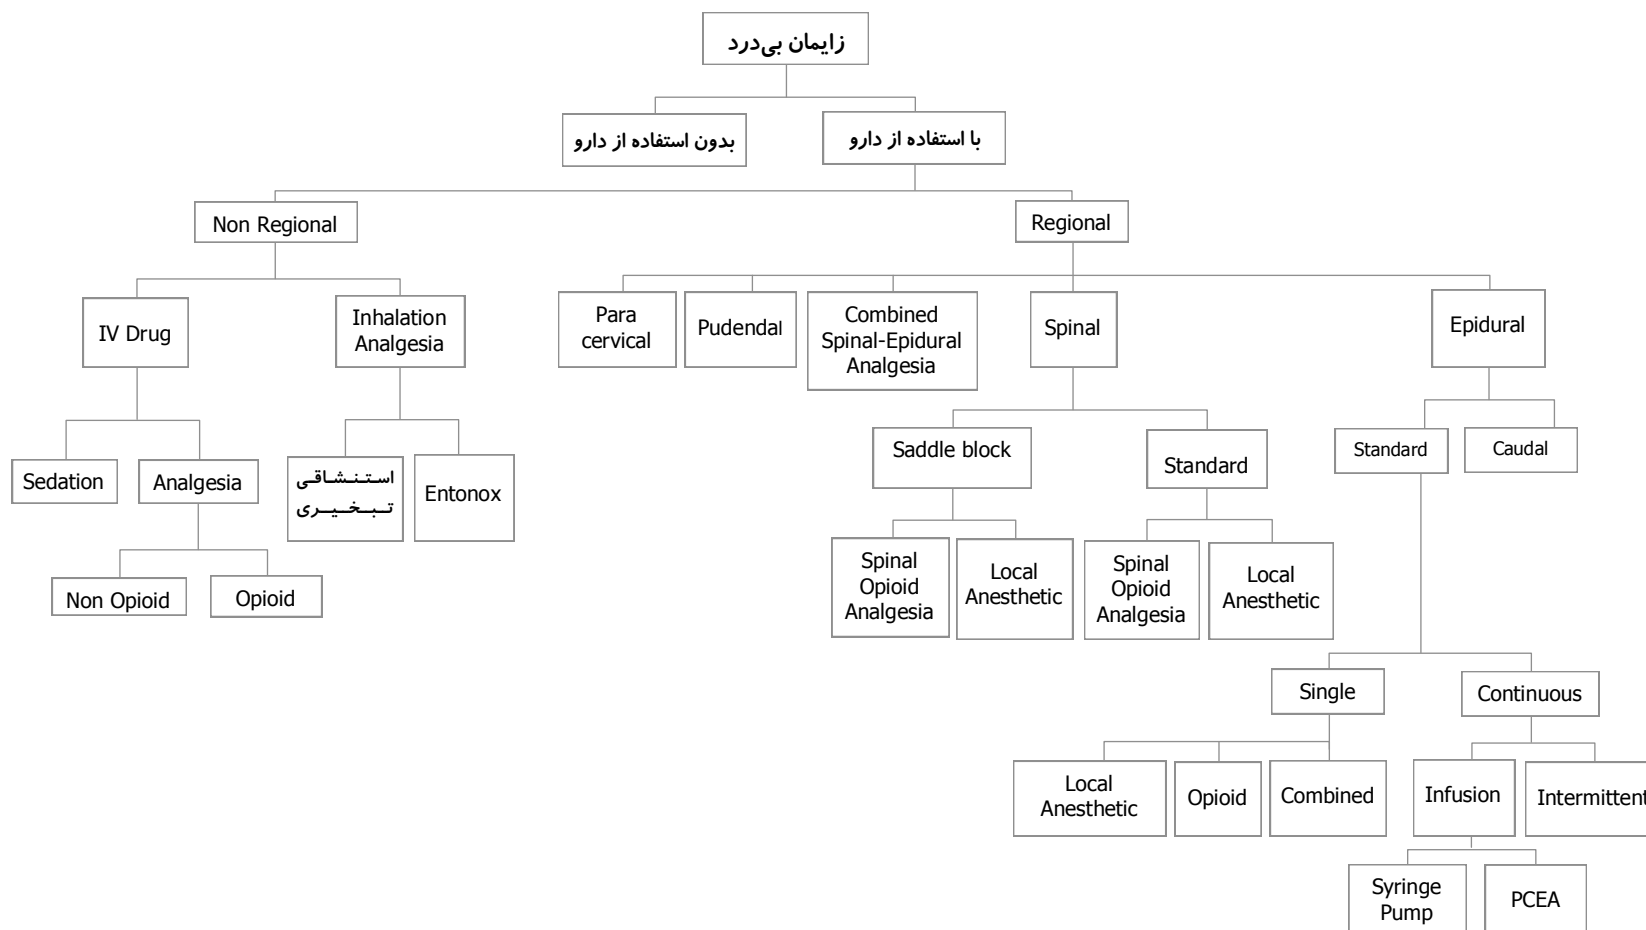 زایمان بی‌درد
بدون استفاده از دارو
با استفاده از دارو
Non Regional
Regional
IV Drug
Inhalation
Analgesia
Para
cervical
Pudendal
Combined
Spinal-Epidural
Analgesia
Spinal
Epidural
Sedation
Analgesia
استنشاقی
تبخیری
Entonox
Saddle block
Standard
Standard
Caudal
Non Opioid
Opioid
Spinal
Opioid
Analgesia
Local
Anesthetic
Spinal
Opioid
Analgesia
Local
Anesthetic
Single
Continuous
Local
Anesthetic
Opioid
Combined
Infusion
Intermittent
Syringe
Pump
PCEA